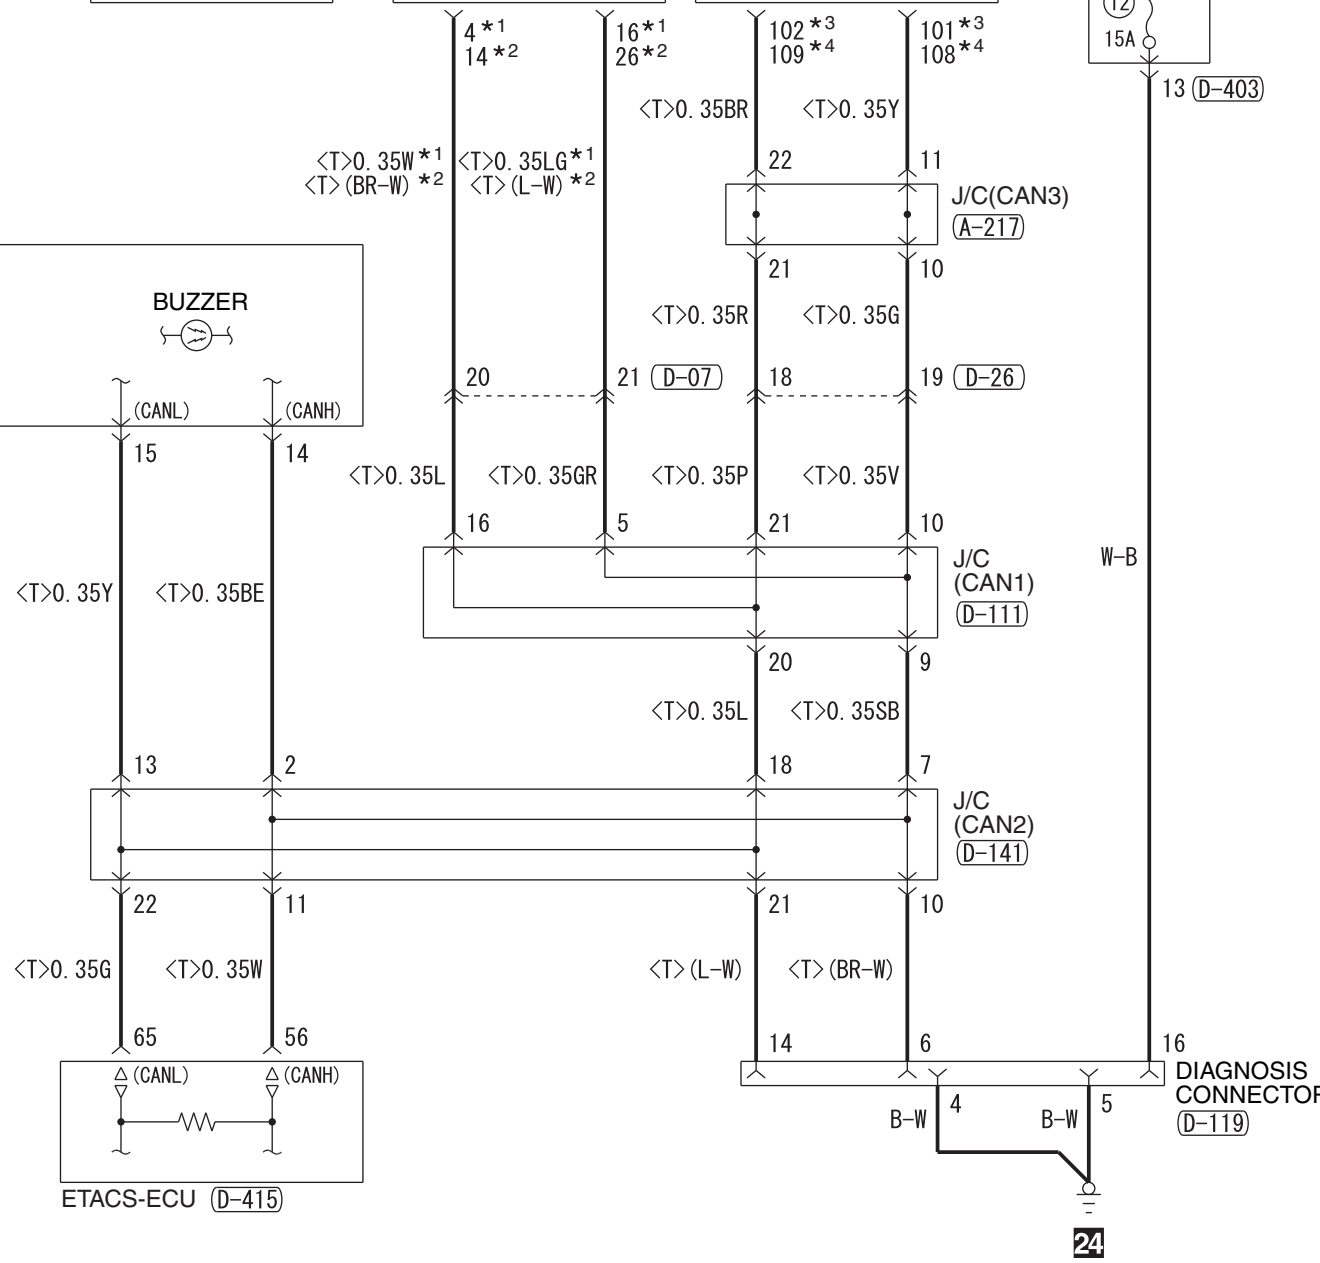 4*1 16*1 102*3 101*3 12
14*2 26*2 109*4 108*4 15A
13 D-403
<T>0.35BR <T>0.35Y
<T>0.35W*1 <T>0.35LG*1 22 11
<T>(BR-W)*2 <T>(L-W)*2
J/C(CAN3)
A-217
21 10
BUZZER
<T>0.35R <T>0.35G
20 21 D-07 18 19 D-26
(CANL) (CANH)
15 14
<T>0.35L <T>0.35GR <T>0.35P <T>0.35V
16 5 21 10
J/C
(CAN1)
D-111
W-B
<T>0.35Y <T>0.35BE
20 9
<T>0.35L <T>0.35SB
13 2 18 7
J/C
(CAN2)
D-141
22 11 21 10
<T>0.35G <T>0.35W <T>(L-W) <T>(BR-W)
65 56 14 6 16
(CANL) (CANH)
DIAGNOSIS
CONNECTOR
D-119
4 5
B-W B-W
ETACS-ECU D-415
24